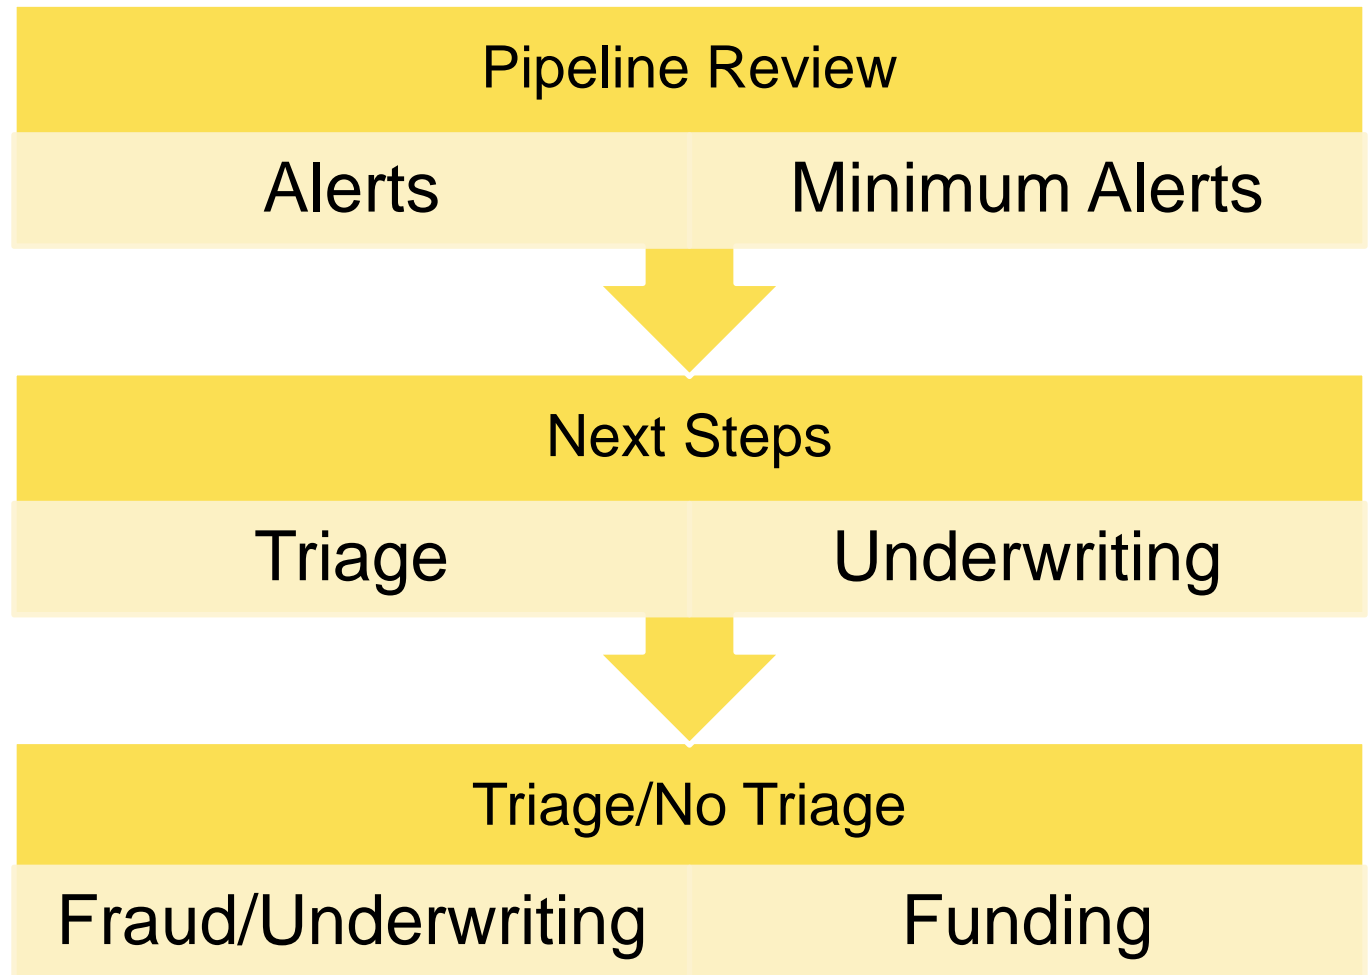 Pipeline Review
Alerts
Minimum Alerts
Next Steps
Triage
Underwriting
Triage/No Triage
Fraud/Underwriting
Funding